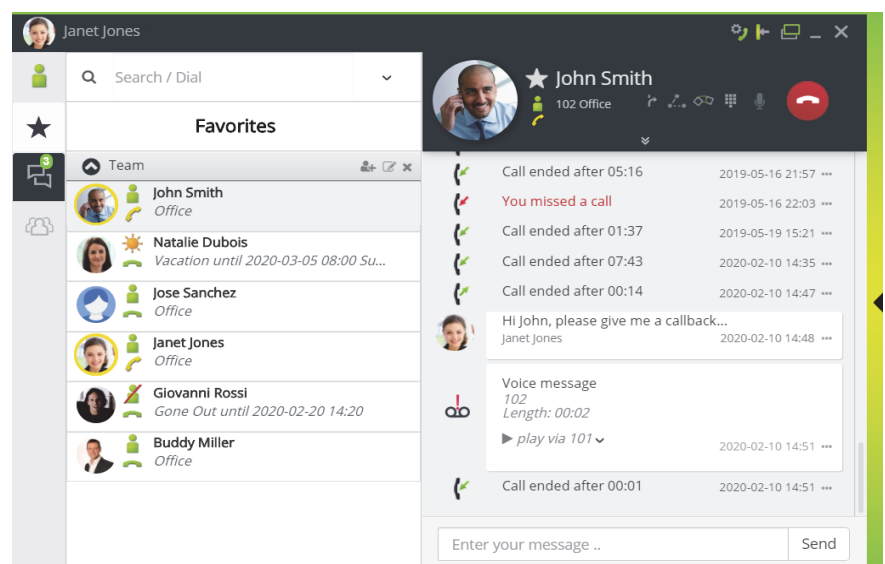 Janet Jones
Search / Dial
Favorites
3
Team
John Smith
Office
Natalie Dubois
Vacation until 2020-03-05 08:00 Su...
Jose Sanchez
Office
Janet Jones
Office
Giovanni Rossi
Gone Out until 2020-02-20 14:20
Buddy Miller
Office
John Smith
102 Office
Call ended after 05:16 2019-05-16 21:57
You missed a call 2019-05-16 22:03
Call ended after 01:37 2019-05-19 15:21
Call ended after 07:43 2020-02-10 14:35
Call ended after 00:14 2020-02-10 14:47
Hi John, please give me a callback...
Janet Jones 2020-02-10 14:48
Voice message
102
Length: 00:02
play via 101
2020-02-10 14:51
Call ended after 00:01 2020-02-10 14:51
Enter your message .. Send